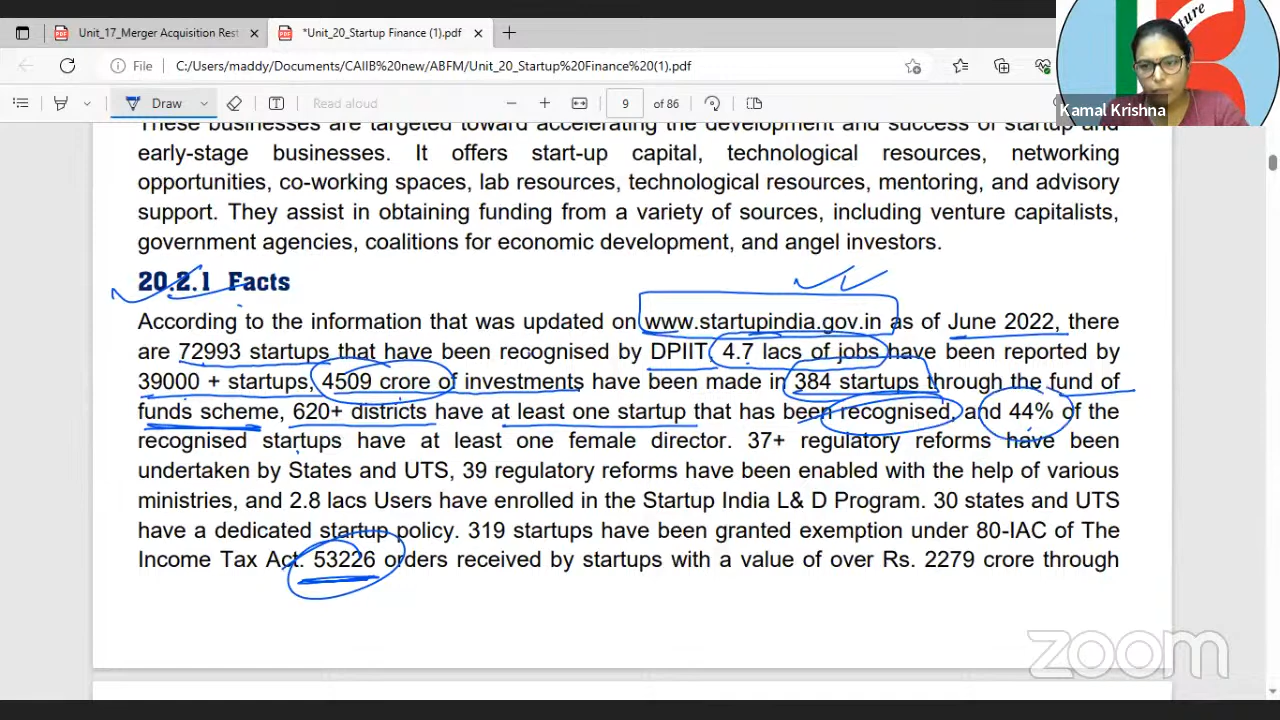 ture
Unit_17_Merger Acquisition Rest
*Unit_20_Startup Finance (1).pdf
File
C:/Users/maddy/Documents/CAIIB%20new/ABFM/Unit_20_Startup%20Finance%20(1).pdf
Draw
Read aloud
9
of 86
Kamal Krishna
These businesses are targeted toward accelerating the development and success of startup and
early-stage businesses. It offers start-up capital, technological resources, networking
opportunities, co-working spaces, lab resources, technological resources, mentoring, and advisory
support. They assist in obtaining funding from a variety of sources, including venture capitalists,
government agencies, coalitions for economic development, and angel investors.
20.2.1 Facts
According to the information that was updated on www.startupindia.gov.in as of June 2022, there
are 72993 startups that have been recognised by DPIIT. 4.7 lacs of jobs have been reported by
39000 + startups, 4509 crore of investments have been made in 384 startups through the fund of
funds scheme, 620+ districts have at least one startup that has been recognised, and 44% of the
recognised startups have at least one female director. 37+ regulatory reforms have been
undertaken by States and UTS, 39 regulatory reforms have been enabled with the help of various
ministries, and 2.8 lacs Users have enrolled in the Startup India L& D Program. 30 states and UTS
have a dedicated startup policy. 319 startups have been granted exemption under 80-IAC of The
Income Tax Act. 53226 orders received by startups with a value of over Rs. 2279 crore through
zoom